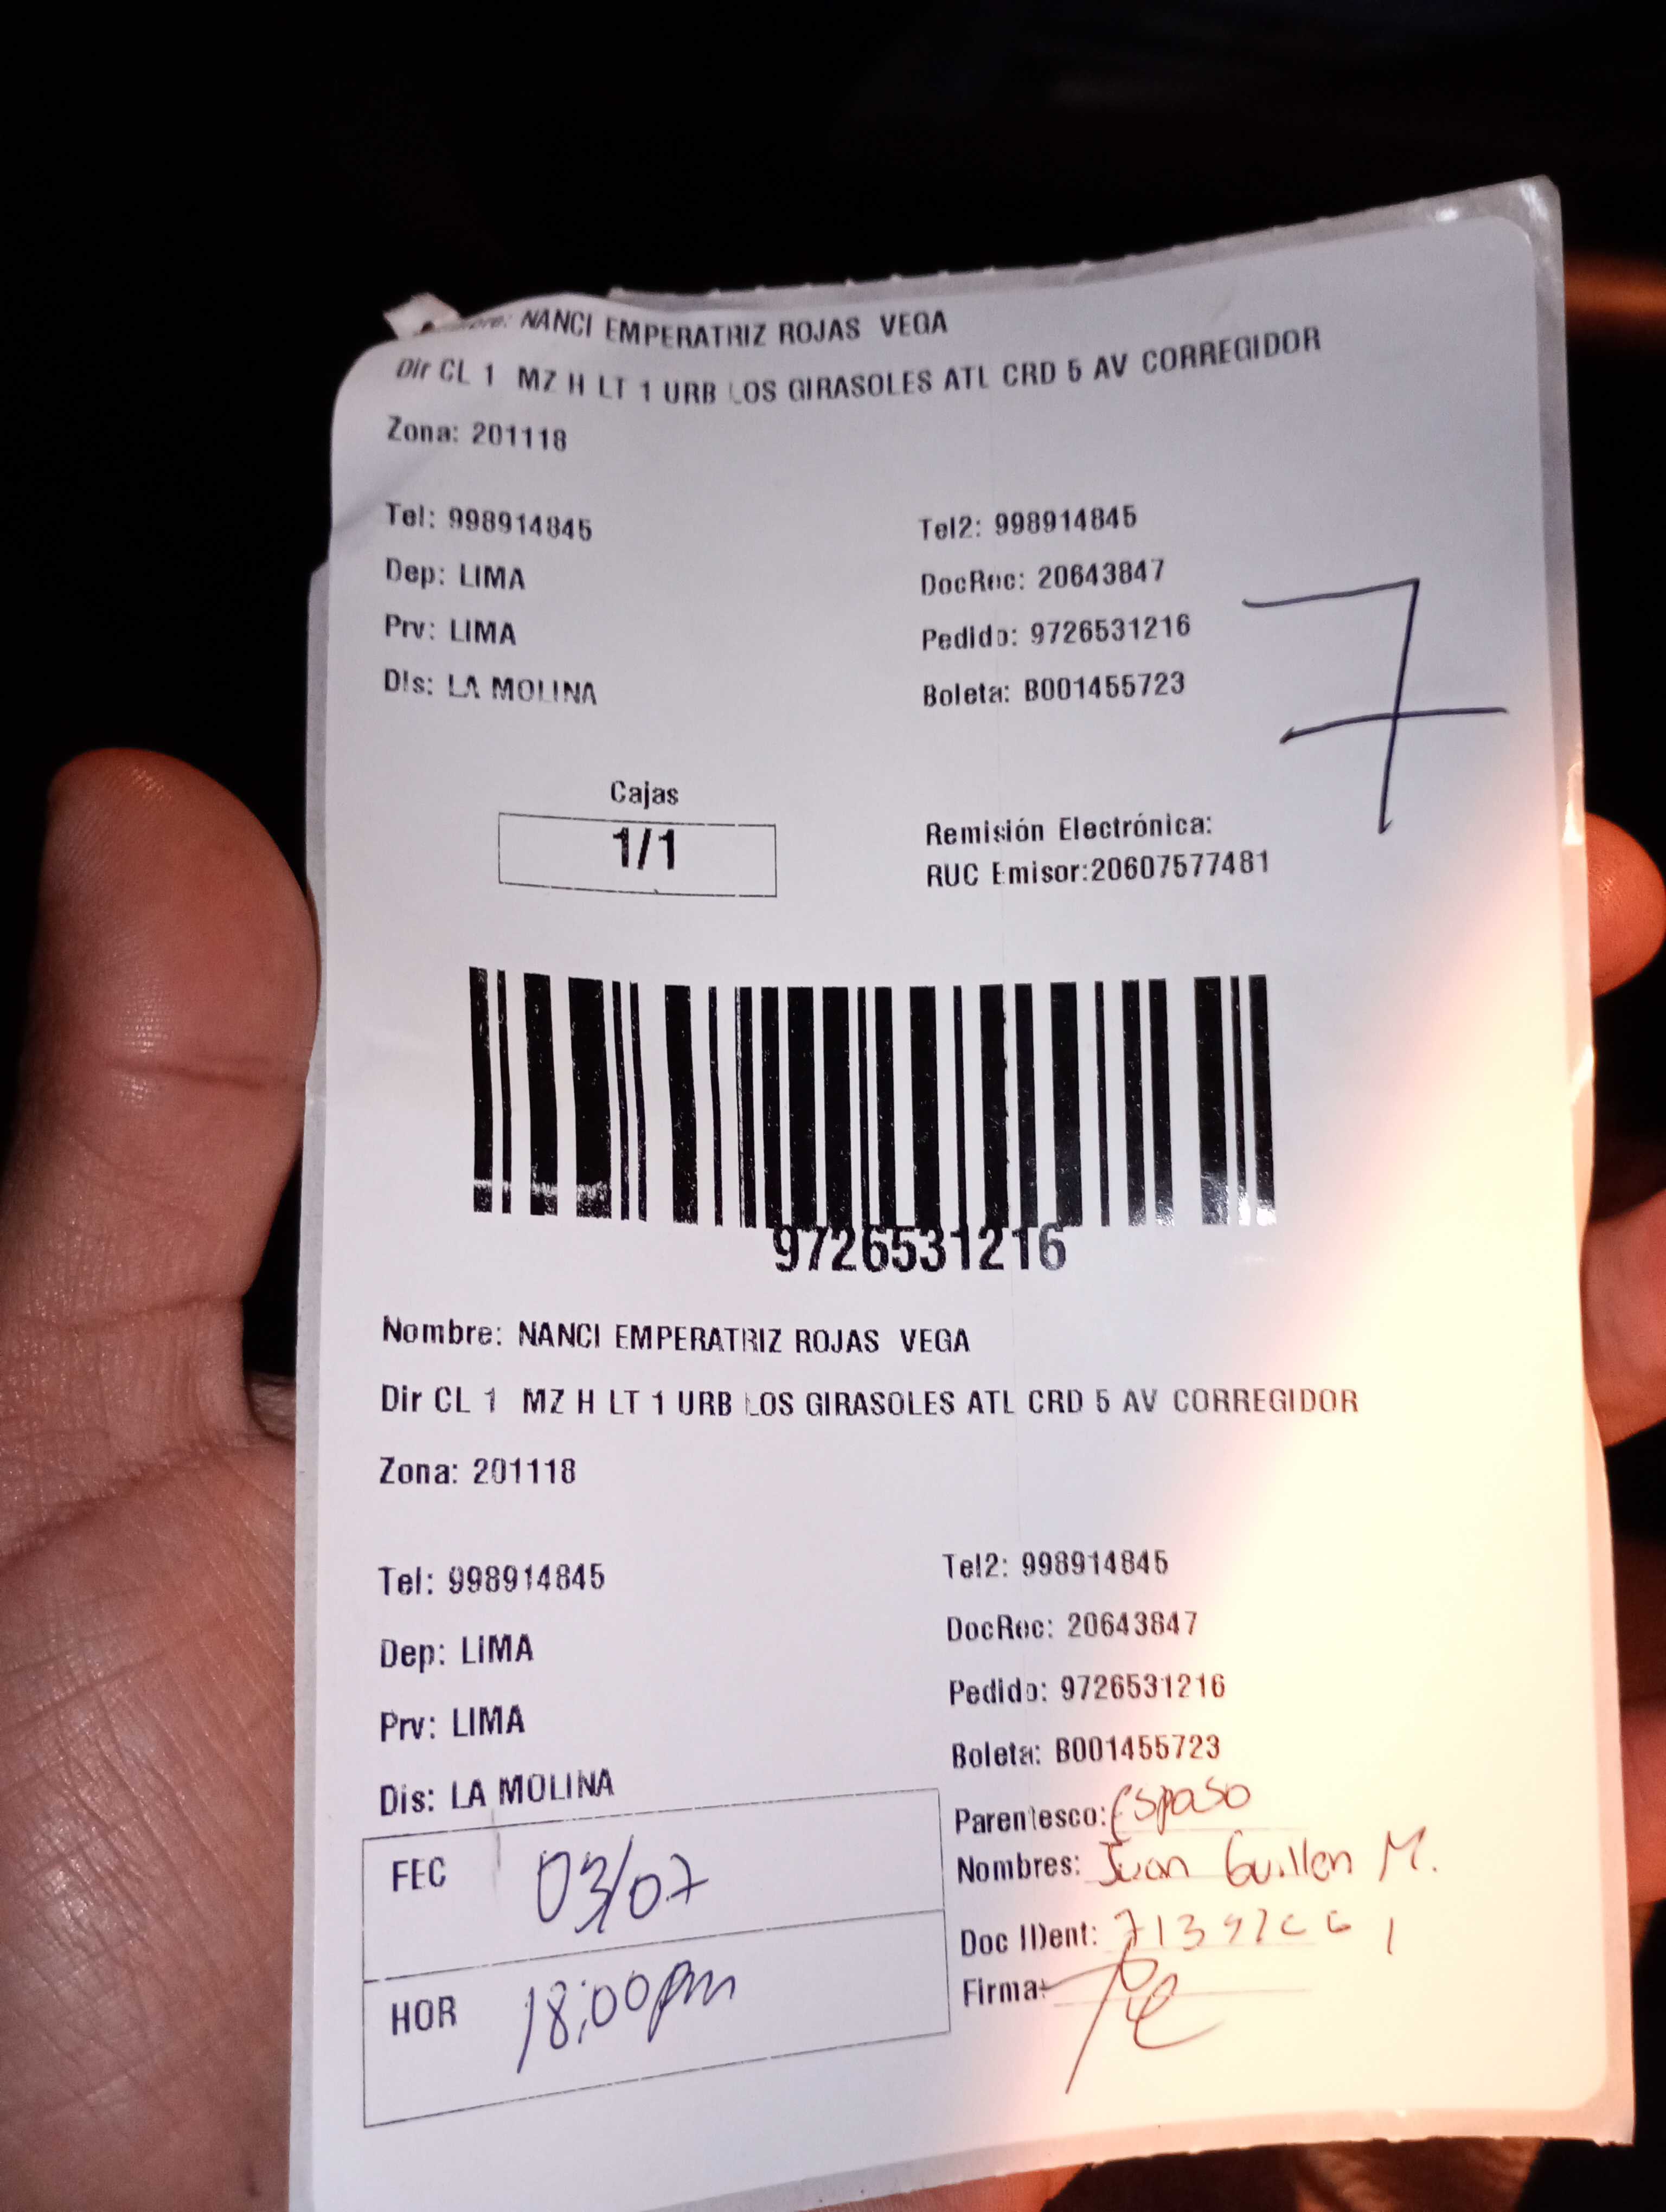 NANCI EMPERATRIZ ROJAS VEGA
Dir CL 1 MZ H LT 1 URB LOS GIRASOLES ATL CRD 5 AV CORREGIDOR
Zona: 201118
Tel: 998914845 Tel2: 998914845
Dep: LIMA DocRec: 20643847
Prv: LIMA Pedido: 9726531216
Dis: LA MOLINA Boleta: B001455723
7
Cajas
1/1
Remisión Electrónica:
RUC Emisor:20607577481
9726531216
Nombre: NANCI EMPERATRIZ ROJAS VEGA
Dir CL 1 MZ H LT 1 URB LOS GIRASOLES ATL CRD 5 AV CORREGIDOR
Zona: 201118
Tel: 998914845 Tel2: 998914845
Dep: LIMA DocRec: 20643847
Prv: LIMA Pedido: 9726531216
Dis: LA MOLINA Boleta: B001455723
Parentesco: Esposo
FEC 03/07
Nombres: Juan Guillen M.
Doc IDent:
HOR 18:00pm
Firma: